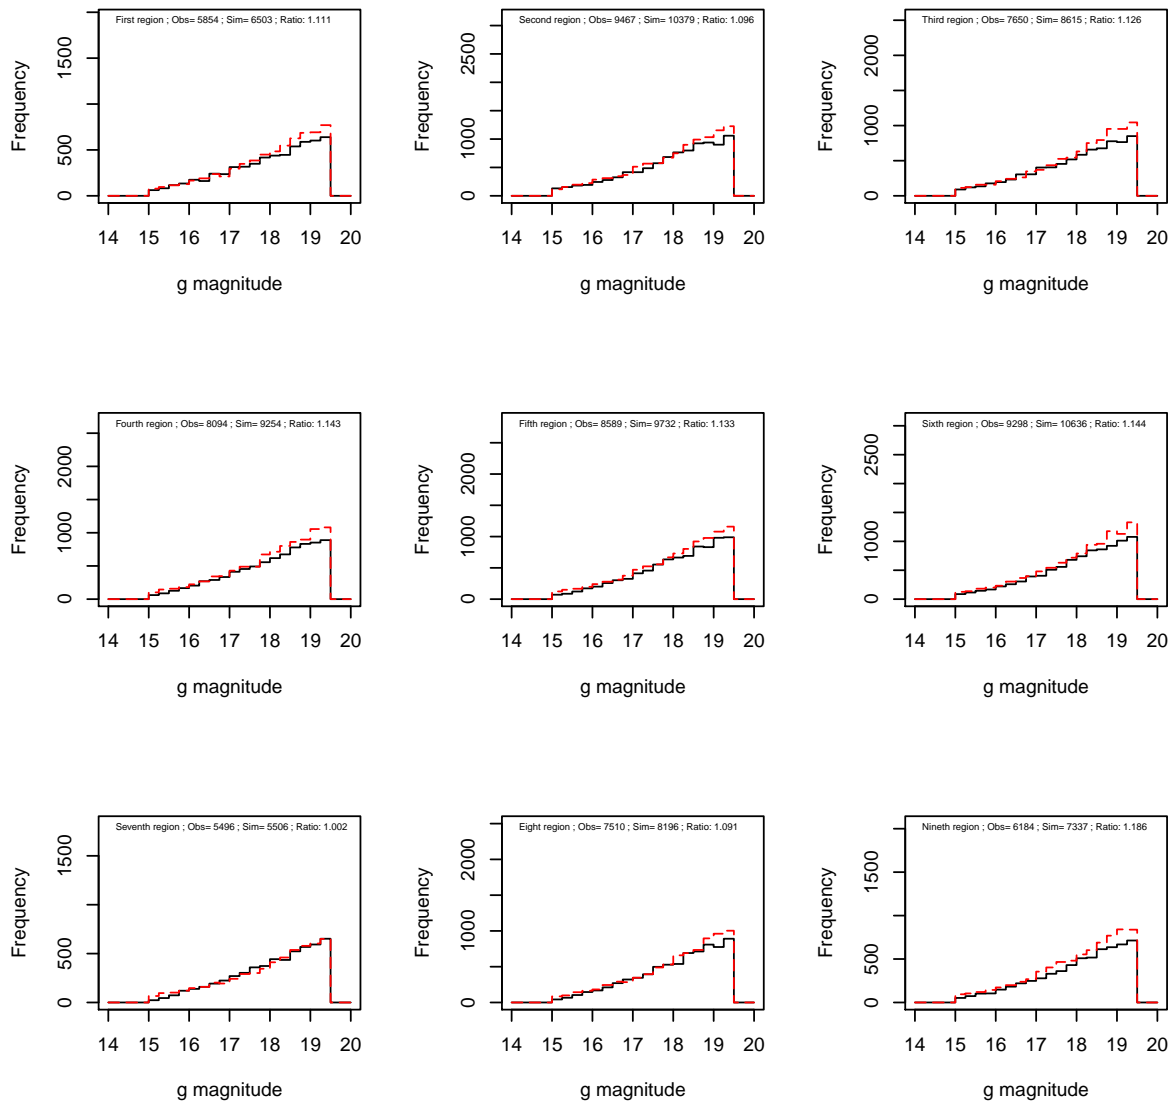 First region ; Obs= 5854 ; Sim= 6503 ; Ratio: 1.111
Frequency
0 500 1500
14 15 16 17 18 19 20
g magnitude
Second region ; Obs= 9467 ; Sim= 10379 ; Ratio: 1.096
Frequency
0 1000 2500
14 15 16 17 18 19 20
g magnitude
Third region ; Obs= 7650 ; Sim= 8615 ; Ratio: 1.126
Frequency
0 1000 2000
14 15 16 17 18 19 20
g magnitude
Fourth region ; Obs= 8094 ; Sim= 9254 ; Ratio: 1.143
Frequency
0 1000 2000
14 15 16 17 18 19 20
g magnitude
Fifth region ; Obs= 8589 ; Sim= 9732 ; Ratio: 1.133
Frequency
0 1000 2000
14 15 16 17 18 19 20
g magnitude
Sixth region ; Obs= 9298 ; Sim= 10636 ; Ratio: 1.144
Frequency
0 1000 2500
14 15 16 17 18 19 20
g magnitude
Seventh region ; Obs= 5496 ; Sim= 5506 ; Ratio: 1.002
Frequency
0 500 1500
14 15 16 17 18 19 20
g magnitude
Eight region ; Obs= 7510 ; Sim= 8196 ; Ratio: 1.091
Frequency
0 1000 2000
14 15 16 17 18 19 20
g magnitude
Nineth region ; Obs= 6184 ; Sim= 7337 ; Ratio: 1.186
Frequency
0 500 1500
14 15 16 17 18 19 20
g magnitude